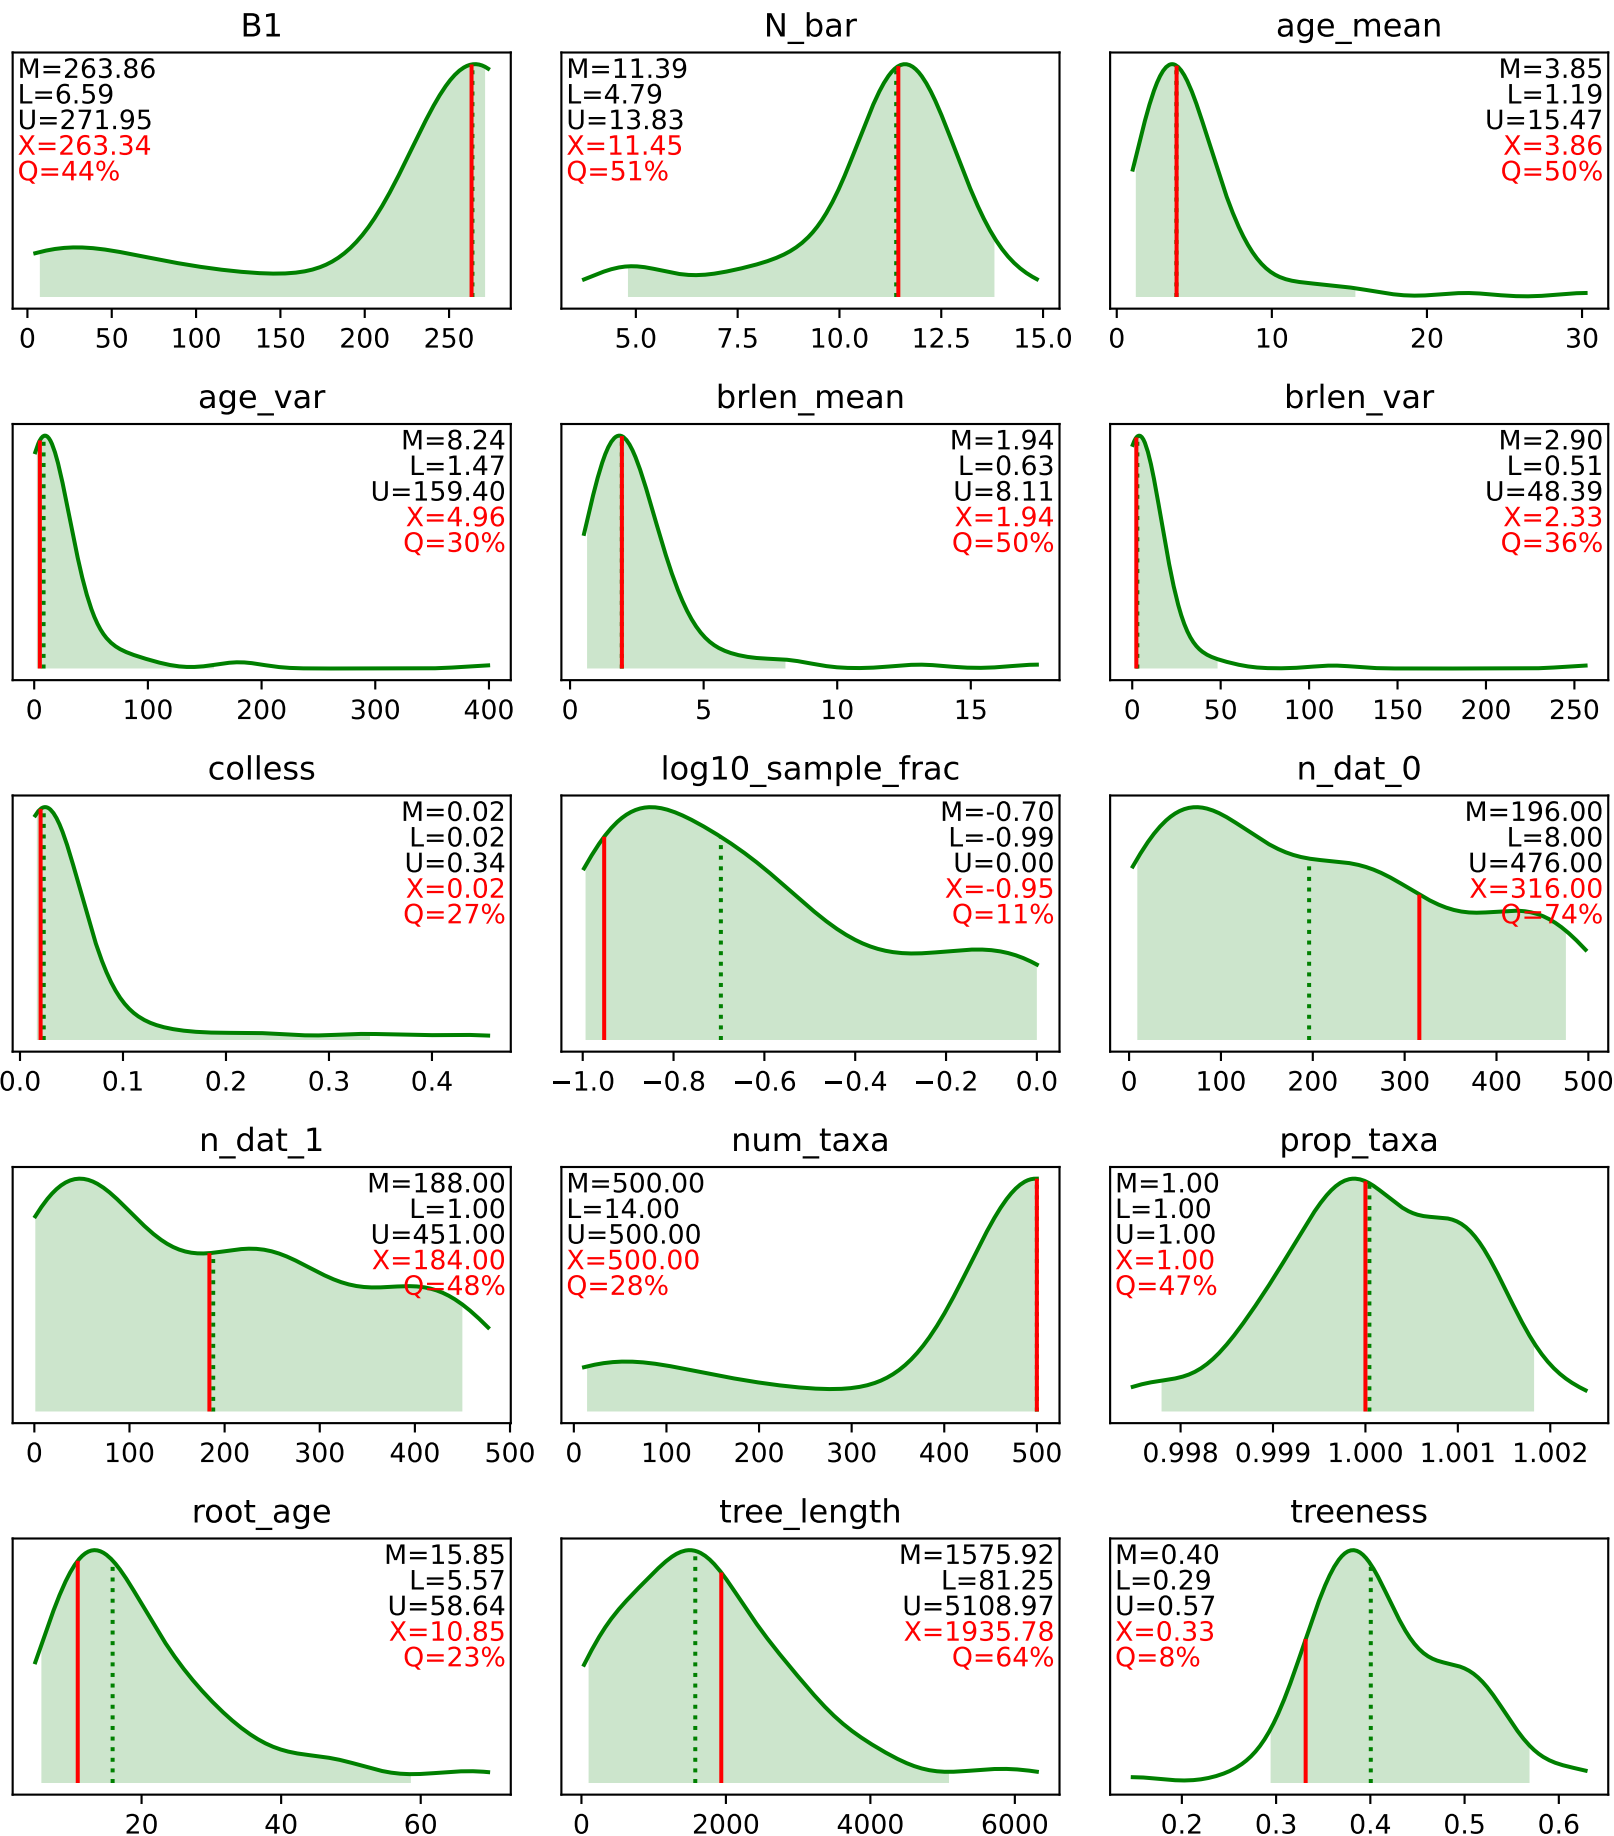 B1
M=263.86
L=6.59
U=271.95
X=263.34
Q=44%
0 50 100 150 200 250
N_bar
M=11.39
L=4.79
U=13.83
X=11.45
Q=51%
5.0 7.5 10.0 12.5 15.0
age_mean
M=3.85
L=1.19
U=15.47
X=3.86
Q=50%
0 10 20 30
age_var
M=8.24
L=1.47
U=159.40
X=4.96
Q=30%
0 100 200 300 400
brlen_mean
M=1.94
L=0.63
U=8.11
X=1.94
Q=50%
0 5 10 15
brlen_var
M=2.90
L=0.51
U=48.39
X=2.33
Q=36%
0 50 100 150 200 250
colless
M=0.02
L=0.02
U=0.34
X=0.02
Q=27%
0.0 0.1 0.2 0.3 0.4
log10_sample_frac
M=-0.70
L=-0.99
U=0.00
X=-0.95
Q=11%
−1.0 −0.8 −0.6 −0.4 −0.2 0.0
n_dat_0
M=196.00
L=8.00
U=476.00
X=316.00
Q=74%
0 100 200 300 400 500
n_dat_1
M=188.00
L=1.00
U=451.00
X=184.00
Q=48%
0 100 200 300 400 500
num_taxa
M=500.00
L=14.00
U=500.00
X=500.00
Q=28%
0 100 200 300 400 500
prop_taxa
M=1.00
L=1.00
U=1.00
X=1.00
Q=47%
0.998 0.999 1.000 1.001 1.002
root_age
M=15.85
L=5.57
U=58.64
X=10.85
Q=23%
20 40 60
tree_length
M=1575.92
L=81.25
U=5108.97
X=1935.78
Q=64%
0 2000 4000 6000
treeness
M=0.40
L=0.29
U=0.57
X=0.33
Q=8%
0.2 0.3 0.4 0.5 0.6